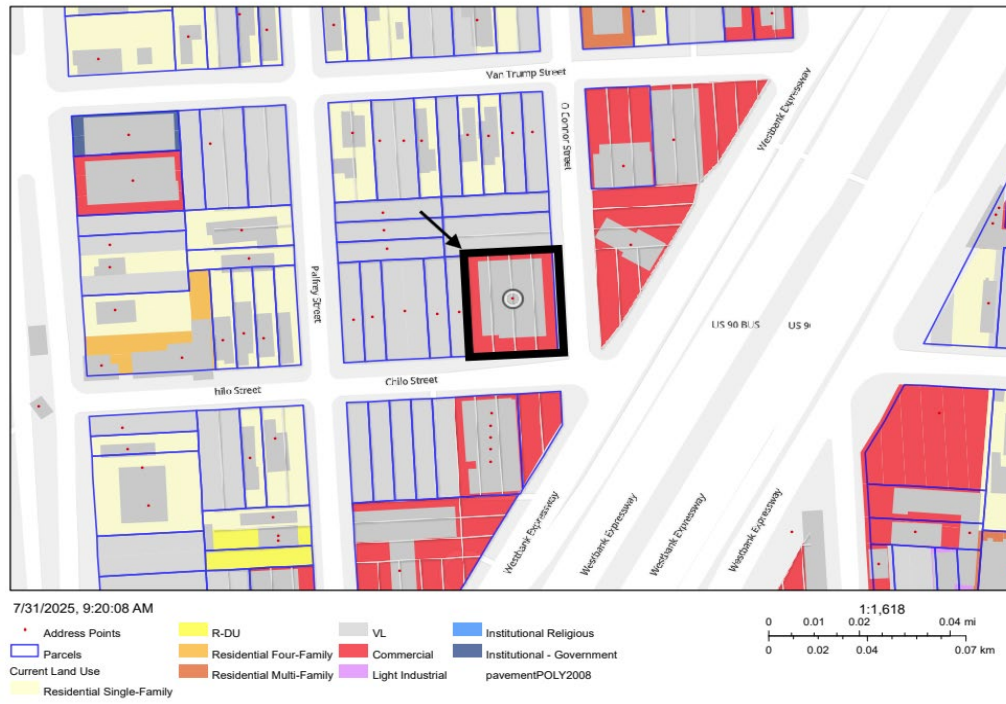 Van Trump Street
O Connor Street
Westbank Expressway
Palfrey Street
US 90 BUS
US 9
Chilo Street
hilo Street
Westbank Expressway
Westbank Expressway
Westbank Expressway
Westbank Expressway
7/31/2025, 9:20:08 AM
Address Points
Parcels
Current Land Use
Residential Single-Family
R-DU
Residential Four-Family
Residential Multi-Family
VL
Commercial
Light Industrial
Institutional Religious
Institutional - Government
pavementPOLY2008
1:1,618
0 0.01 0.02 0.04 mi
0 0.02 0.04 0.07 km